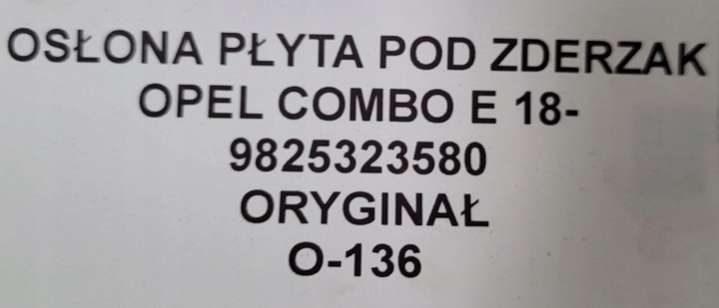 OSŁONA PŁYTA POD ZDERZAK
OPEL COMBO E 18-
9825323580
ORYGINAŁ
O-136